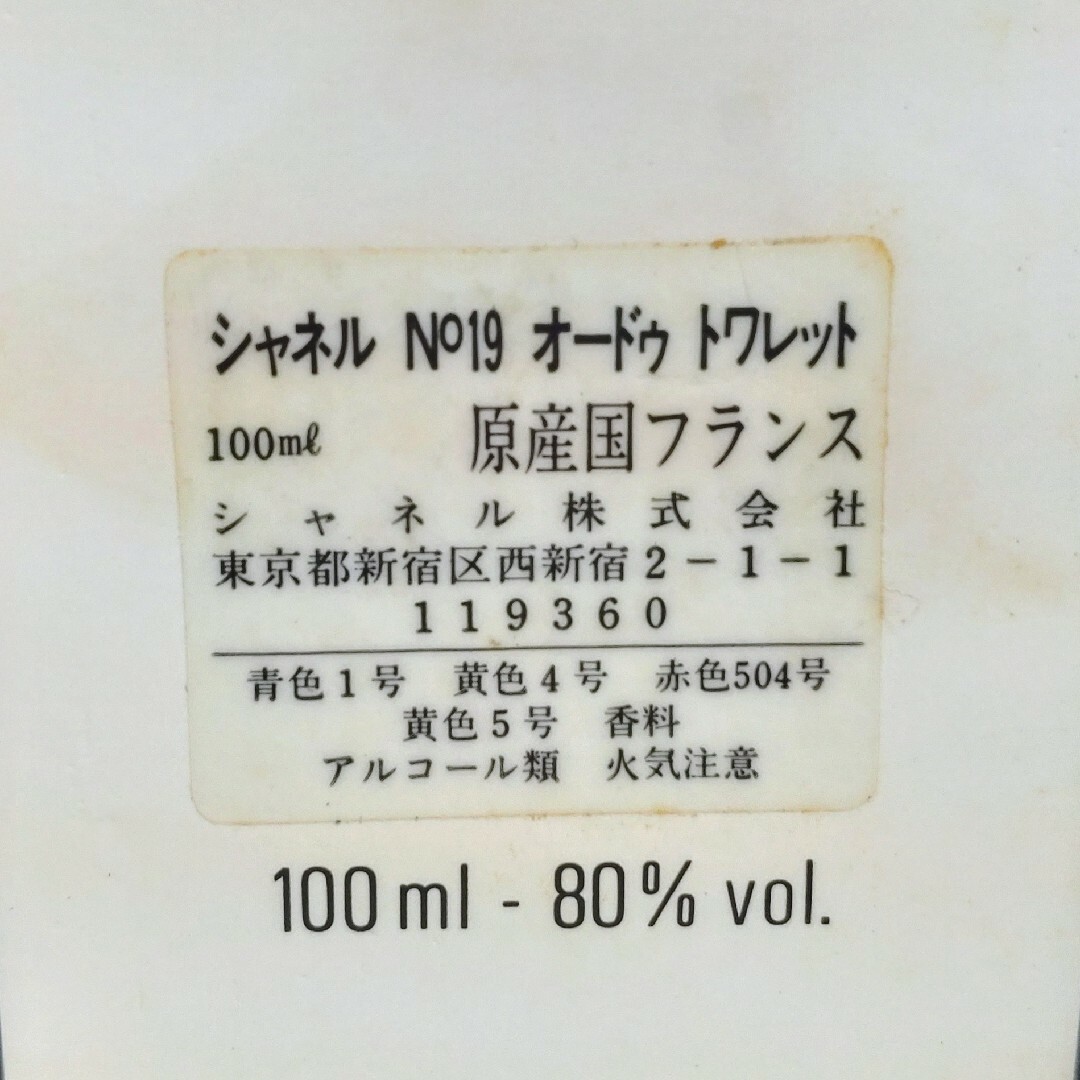 シャネル Nº19 オードゥ トワレット
100mℓ 原産国フランス
シャネル株式会社
東京都新宿区西新宿2-1-1
119360
青色1号 黄色4号 赤色504号
黄色5号 香料
アルコール類 火気注意
100 ml - 80% vol.